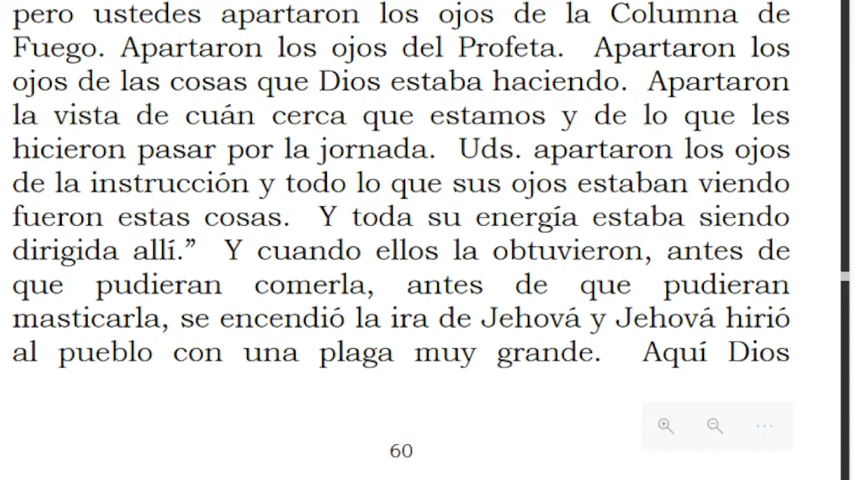 pero ustedes apartaron los ojos de la Columna de
Fuego. Apartaron los ojos del Profeta. Apartaron los
ojos de las cosas que Dios estaba haciendo. Apartaron
la vista de cuán cerca que estamos y de lo que les
hicieron pasar por la jornada. Uds. apartaron los ojos
de la instrucción y todo lo que sus ojos estaban viendo
fueron estas cosas. Y toda su energía estaba siendo
dirigida allí.” Y cuando ellos la obtuvieron, antes de
que pudieran comerla, antes de que pudieran
masticarla, se encendió la ira de Jehová y Jehová hirió
al pueblo con una plaga muy grande. Aquí Dios
60